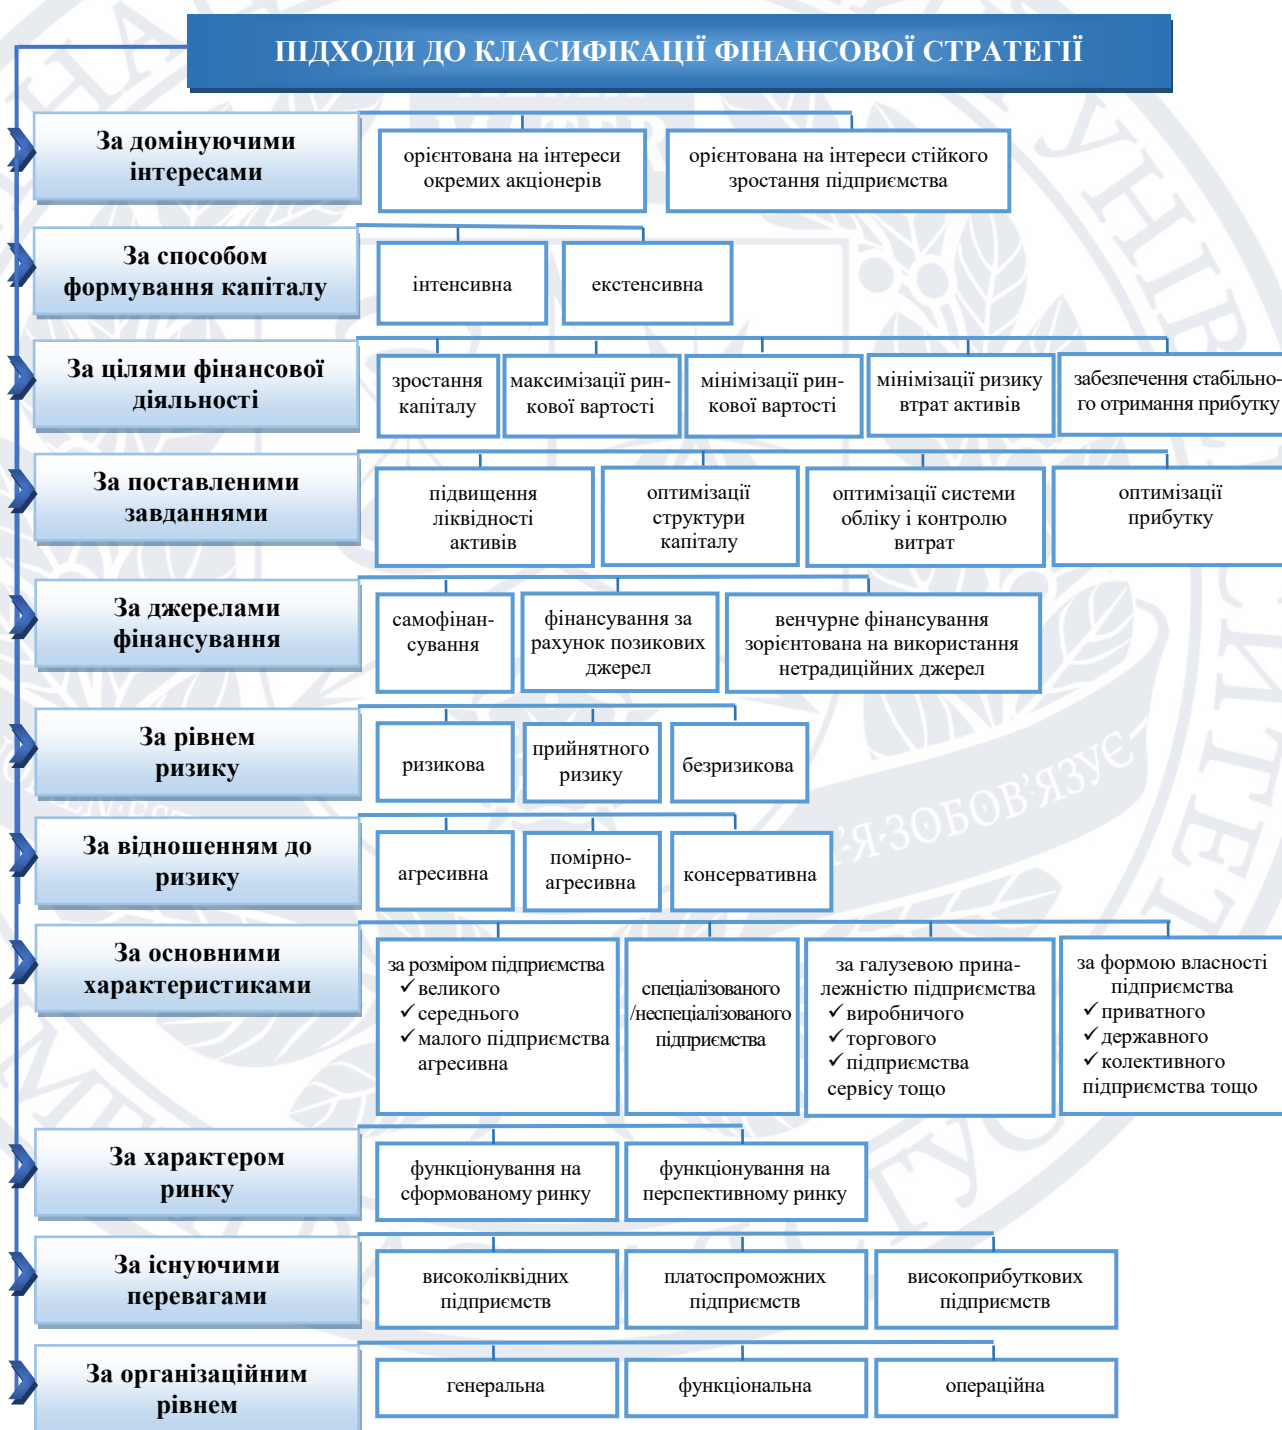 ПІДХОДИ ДО КЛАСИФІКАЦІЇ ФІНАНСОВОЇ СТРАТЕГІЇ
За домінуючими
інтересами
орієнтована на інтереси
окремих акціонерів
орієнтована на інтереси стійкого
зростання підприємства
За способом
формування капіталу
інтенсивна
екстенсивна
За цілями фінансової
діяльності
зростання
капіталу
максимізації рин-
кової вартості
мінімізації рин-
кової вартості
мінімізації ризику
втрат активів
забезпечення стабільно-
го отримання прибутку
За поставленими
завданнями
підвищення
ліквідності
активів
оптимізації
структури
капіталу
оптимізації системи
обліку і контролю
витрат
оптимізації
прибутку
За джерелами
фінансування
самофінан-
сування
фінансування за
рахунок позикових
джерел
венчурне фінансування
зорієнтована на використання
нетрадиційних джерел
За рівнем
ризику
ризикова
прийнятного
ризику
безризикова
За відношенням до
ризику
агресивна
помірно-
агресивна
консервативна
За основними
характеристиками
за розміром підприємства
✓ великого
✓ середнього
✓ малого підприємства
агресивна
спеціалізованого
/неспеціалізованого
підприємства
за галузевою прина-
лежністю підприємства
✓ виробничого
✓ торгового
✓ підприємства
сервісу тощо
за формою власності
підприємства
✓ приватного
✓ державного
✓ колективного
підприємства тощо
За характером
ринку
функціонування на
сформованому ринку
функціонування на
перспективному ринку
За існуючими
перевагами
високоліквідних
підприємств
платоспроможних
підприємств
високоприбуткових
підприємств
За організаційним
рівнем
генеральна
функціональна
операційна